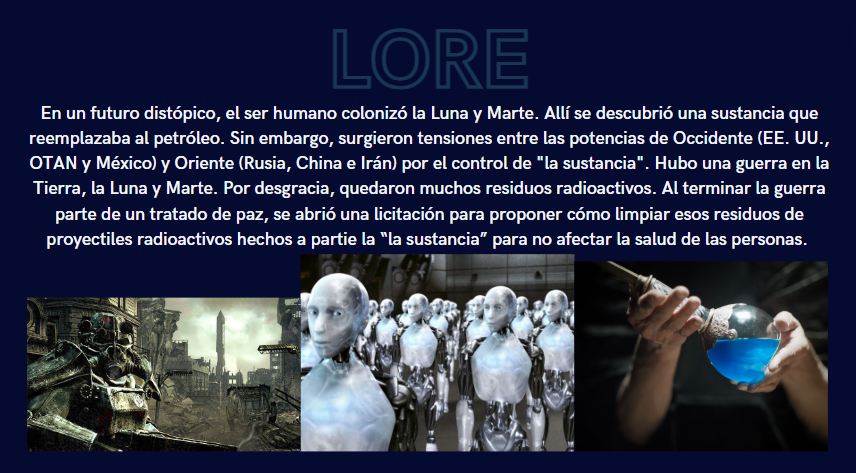 LORE
En un futuro distópico, el ser humano colonizó la Luna y Marte. Allí se descubrió una sustancia que
reemplazaba al petróleo. Sin embargo, surgieron tensiones entre las potencias de Occidente (EE. UU.,
OTAN y México) y Oriente (Rusia, China e Irán) por el control de "la sustancia". Hubo una guerra en la
Tierra, la Luna y Marte. Por desgracia, quedaron muchos residuos radioactivos. Al terminar la guerra
parte de un tratado de paz, se abrió una licitación para proponer cómo limpiar esos residuos de
proyectiles radioactivos hechos a partie la “la sustancia” para no afectar la salud de las personas.